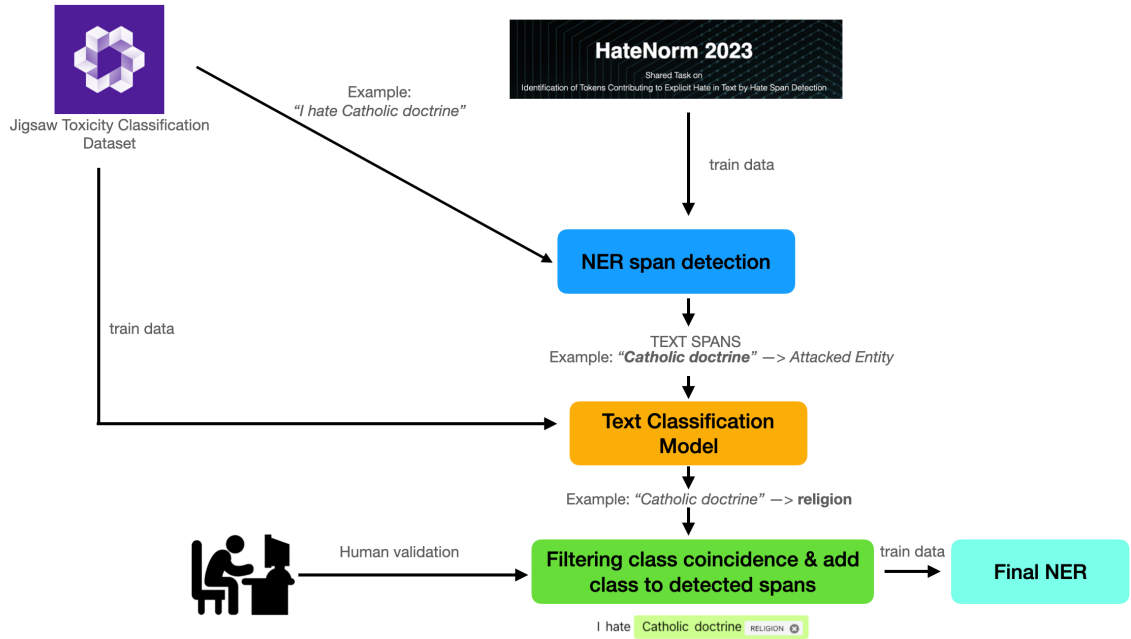 HateNorm 2023
Shared Task on
Identification of Tokens Contributing to Explicit Hate in Text by Hate Span Detection
Jigsaw Toxicity Classification
Dataset
Example:
“I hate Catholic doctrine”
train data
NER span detection
train data
TEXT SPANS
Example: “Catholic doctrine” —> Attacked Entity
Text Classification
Model
Example: “Catholic doctrine” —> religion
Human validation
Filtering class coincidence & add
class to detected spans
train data
Final NER
I hate Catholic doctrine RELIGION